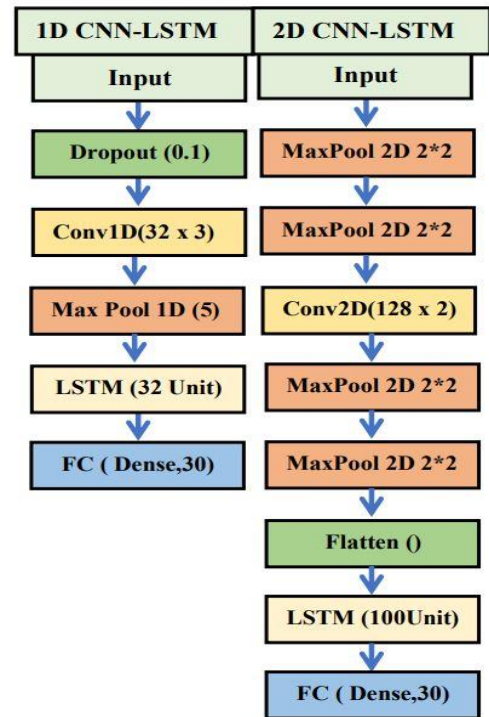 1D CNN-LSTM
Input
Dropout (0.1)
Conv1D(32 x 3)
Max Pool 1D (5)
LSTM (32 Unit)
FC ( Dense,30)
2D CNN-LSTM
Input
MaxPool 2D 2*2
MaxPool 2D 2*2
Conv2D(128 x 2)
MaxPool 2D 2*2
MaxPool 2D 2*2
Flatten ()
LSTM (100Unit)
FC ( Dense,30)